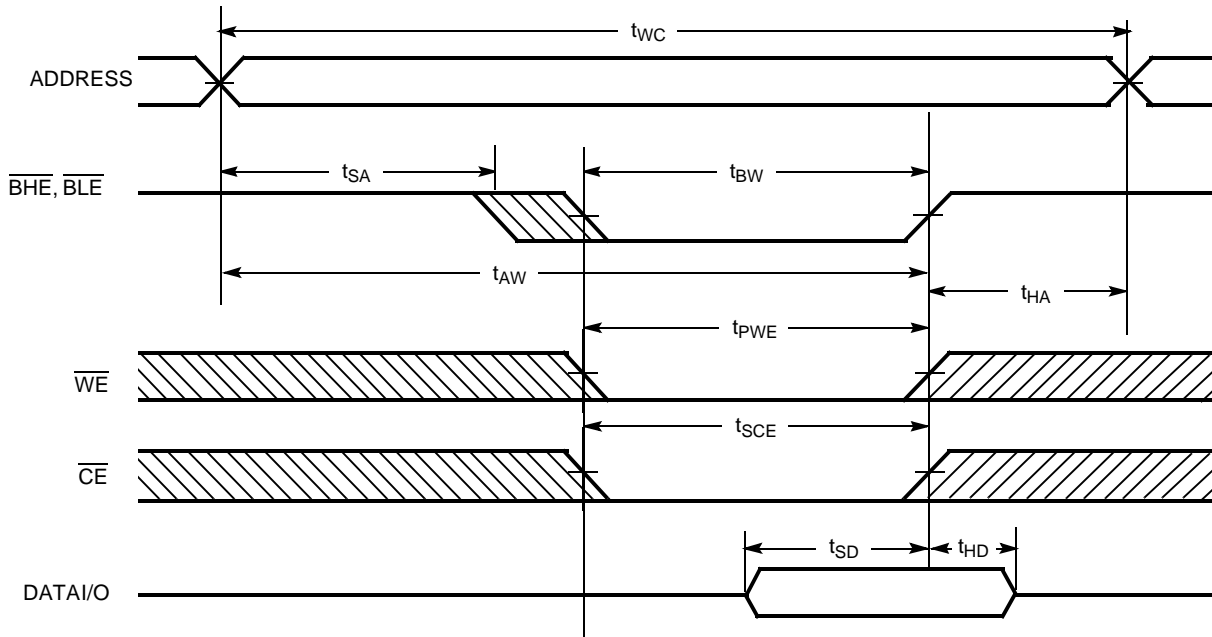 tWC
ADDRESS
tSA
tBW
BHE, BLE
tAW
tHA
tPWE
WE
tSCE
CE
tSD
tHD
DATAI/O